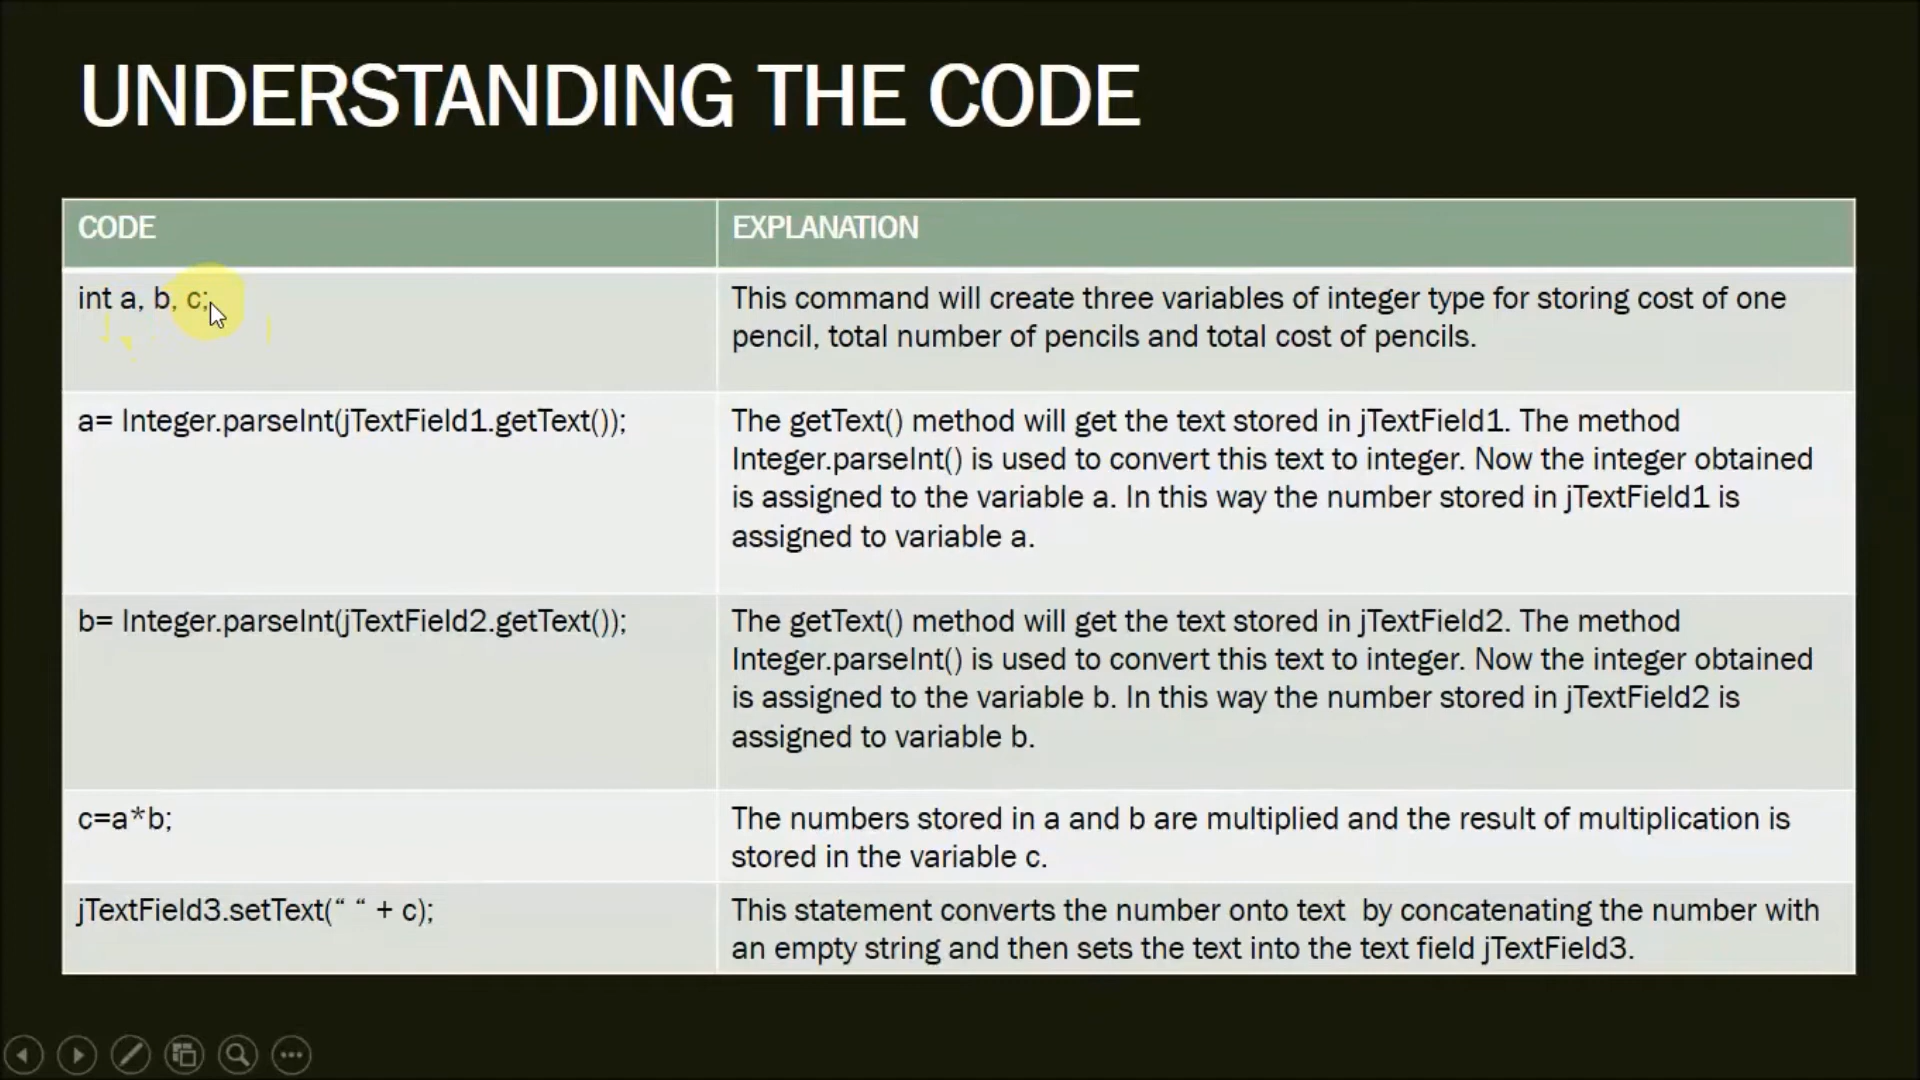 UNDERSTANDING THE CODE
CODE
EXPLANATION
int a, b, c;
This command will create three variables of integer type for storing cost of one
pencil, total number of pencils and total cost of pencils.
a= Integer.parseInt(jTextField1.getText());
The getText() method will get the text stored in jTextField1. The method
Integer.parseInt() is used to convert this text to integer. Now the integer obtained
is assigned to the variable a. In this way the number stored in jTextField1 is
assigned to variable a.
b= Integer.parseInt(jTextField2.getText());
The getText() method will get the text stored in jTextField2. The method
Integer.parseInt() is used to convert this text to integer. Now the integer obtained
is assigned to the variable b. In this way the number stored in jTextField2 is
assigned to variable b.
c=a*b;
The numbers stored in a and b are multiplied and the result of multiplication is
stored in the variable c.
jTextField3.setText(“ “ + c);
This statement converts the number onto text  by concatenating the number with
an empty string and then sets the text into the text field jTextField3.